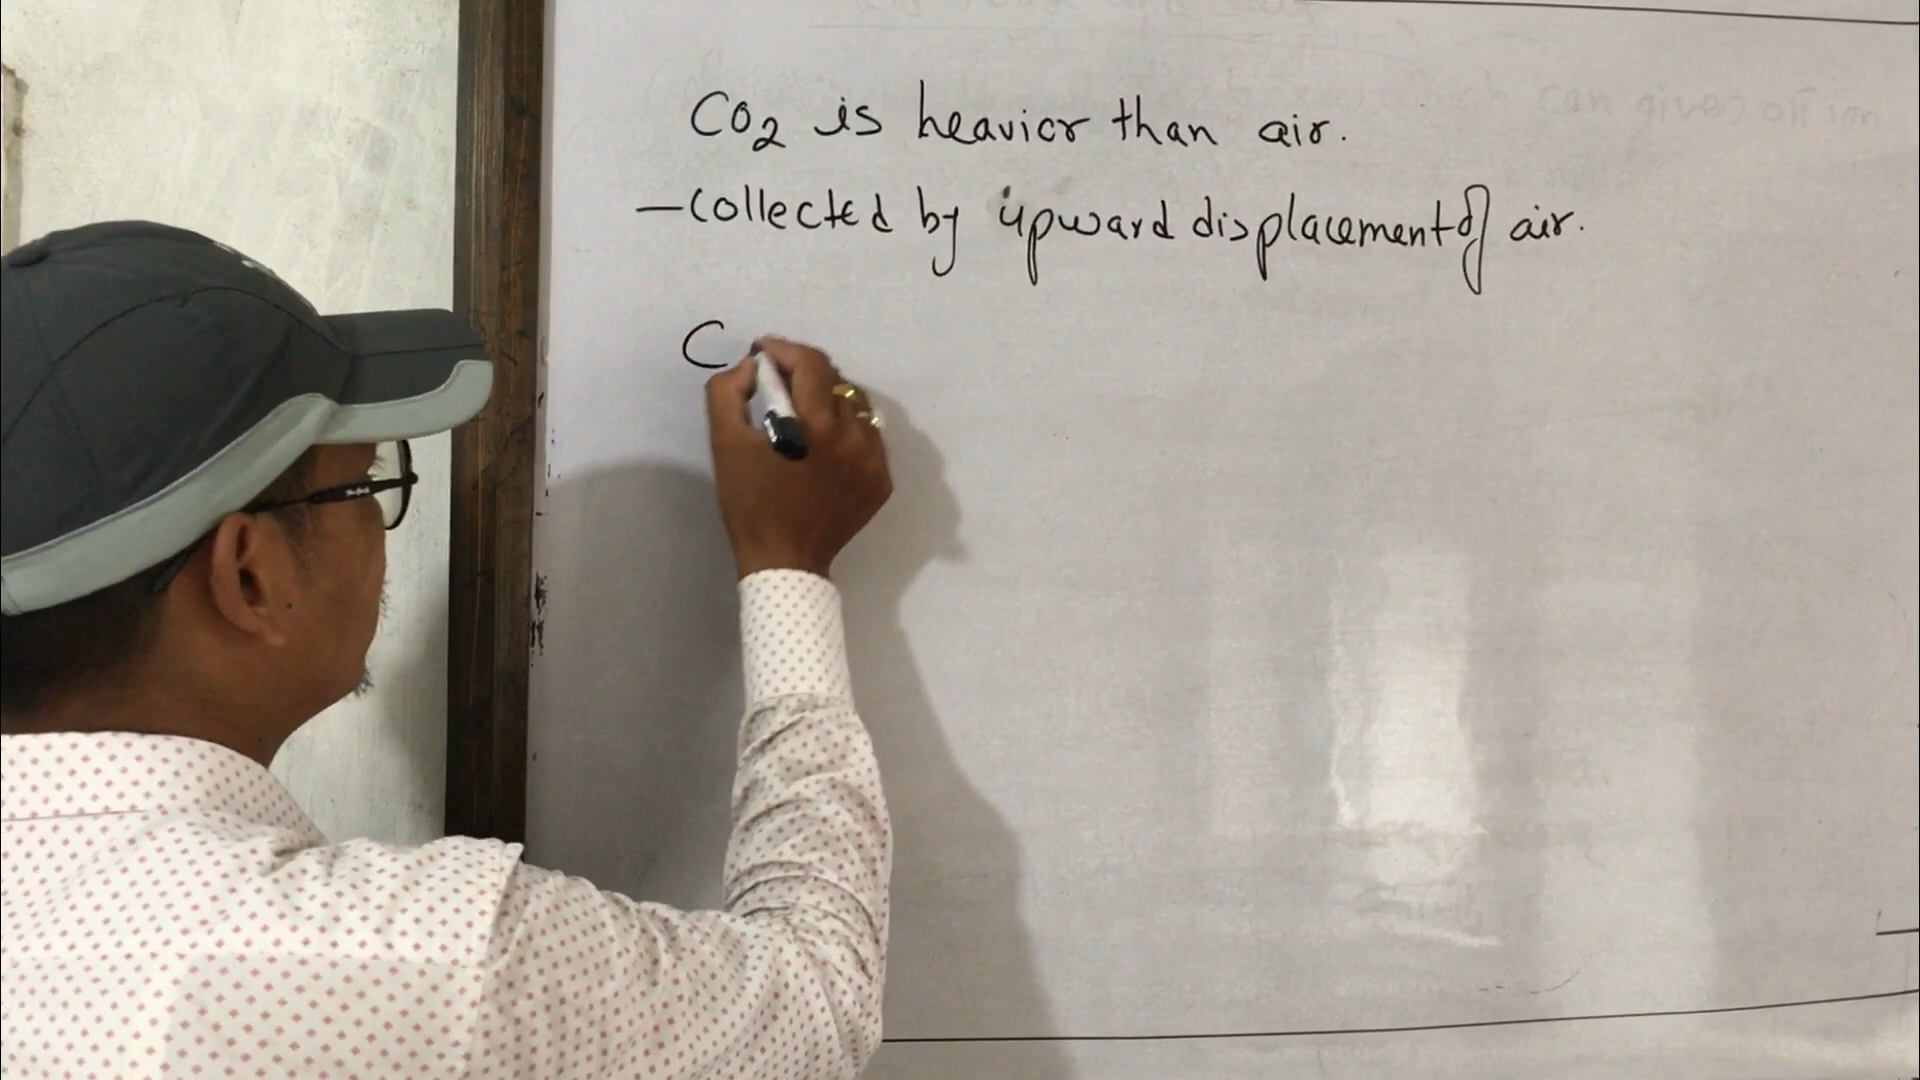 CO2 is heavier than air.
- collected by upward displacement of air.
C